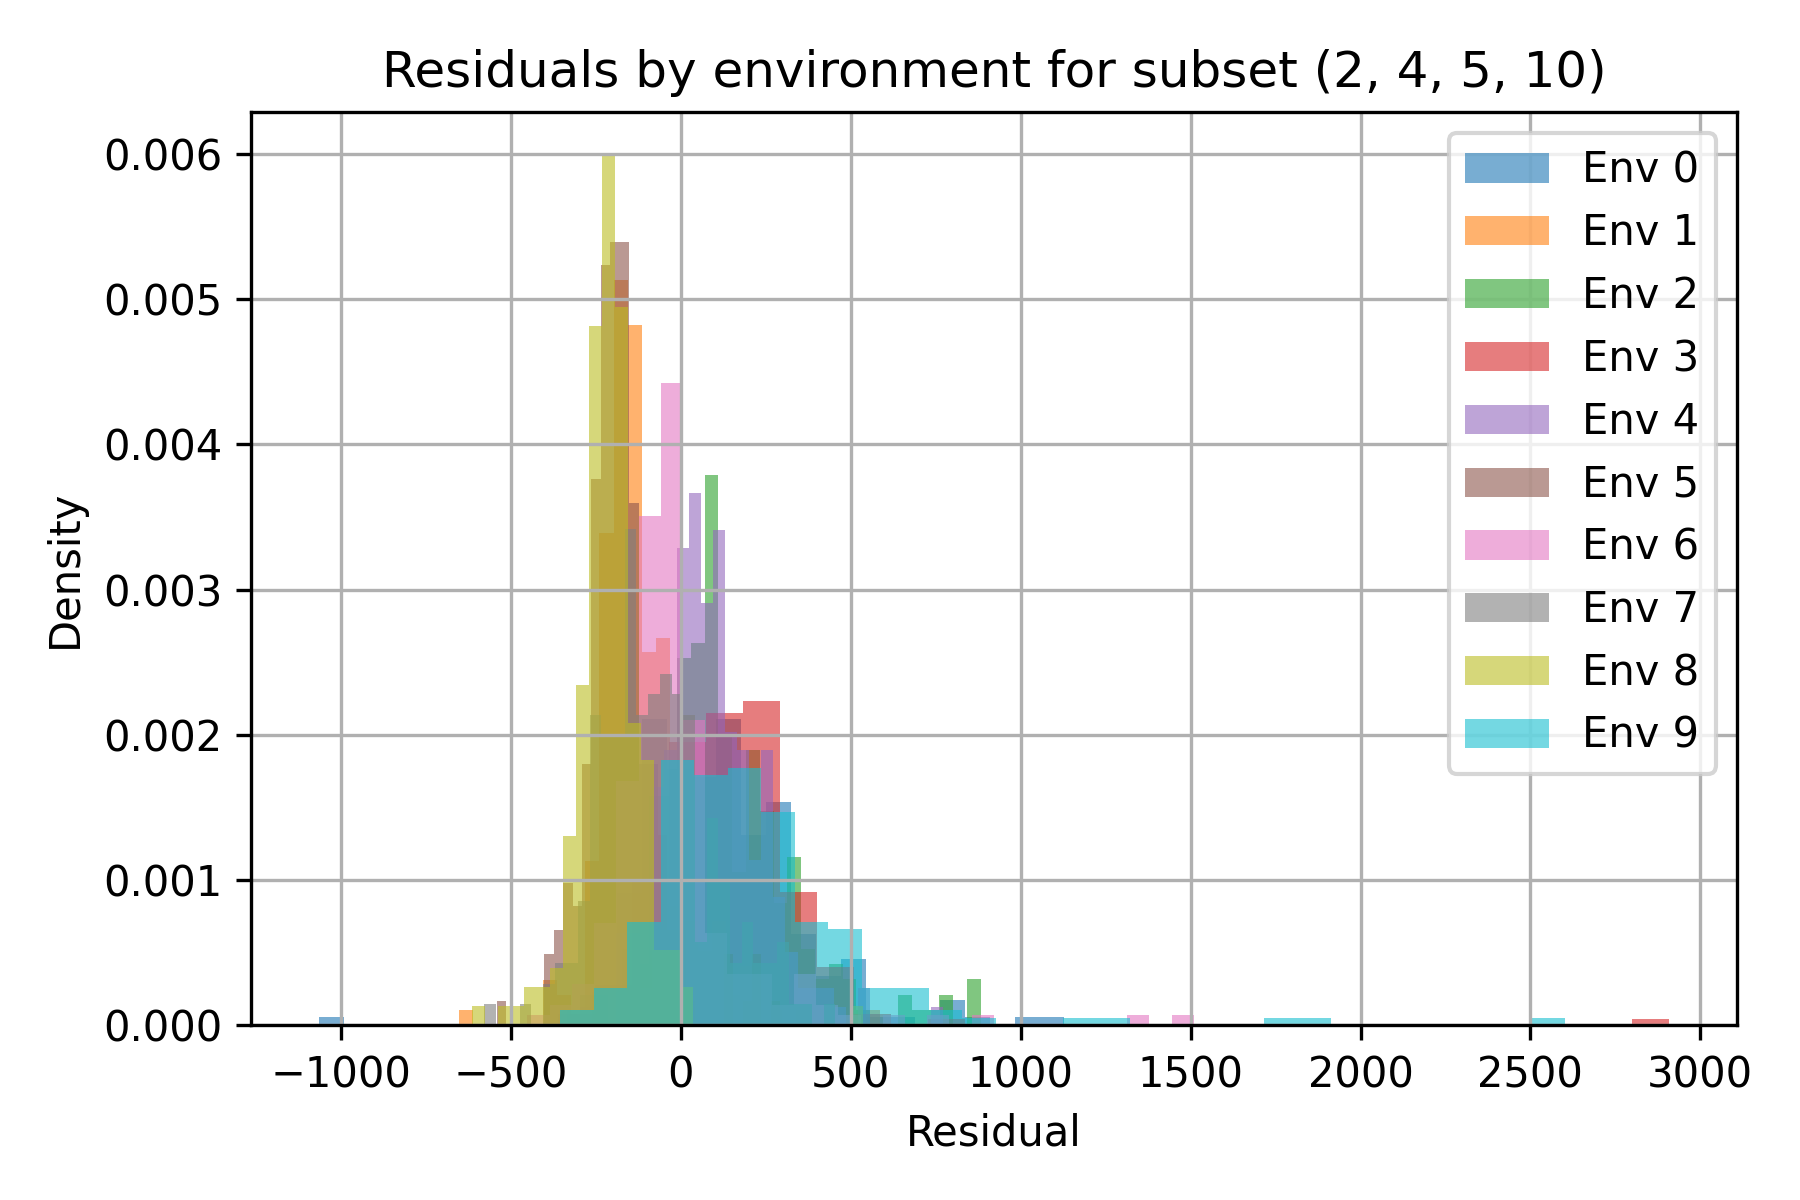 Residuals by environment for subset (2, 4, 5, 10)
0.006
0.005
0.004
0.003
0.002
0.001
0.000
Density
−1000
−500
0
500
1000
1500
2000
2500
3000
Residual
Env 0
Env 1
Env 2
Env 3
Env 4
Env 5
Env 6
Env 7
Env 8
Env 9